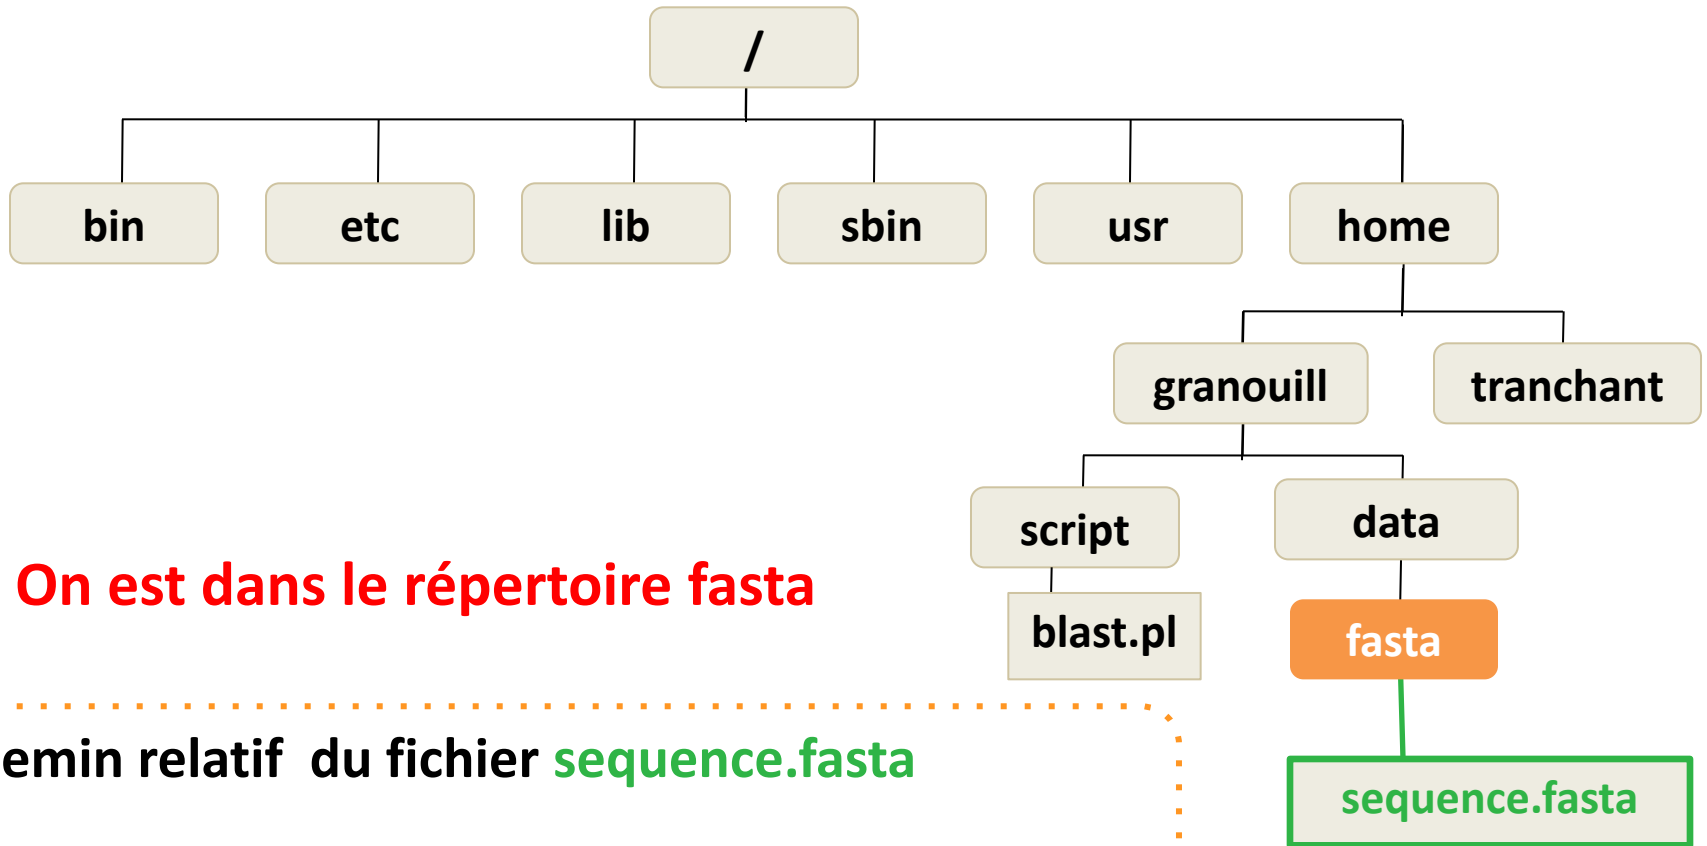 /
bin
etc
lib
sbin
usr
home
granouill
tranchant
script
data
On est dans le répertoire fasta
blast.pl
fasta
emin relatif du fichier sequence.fasta
sequence.fasta